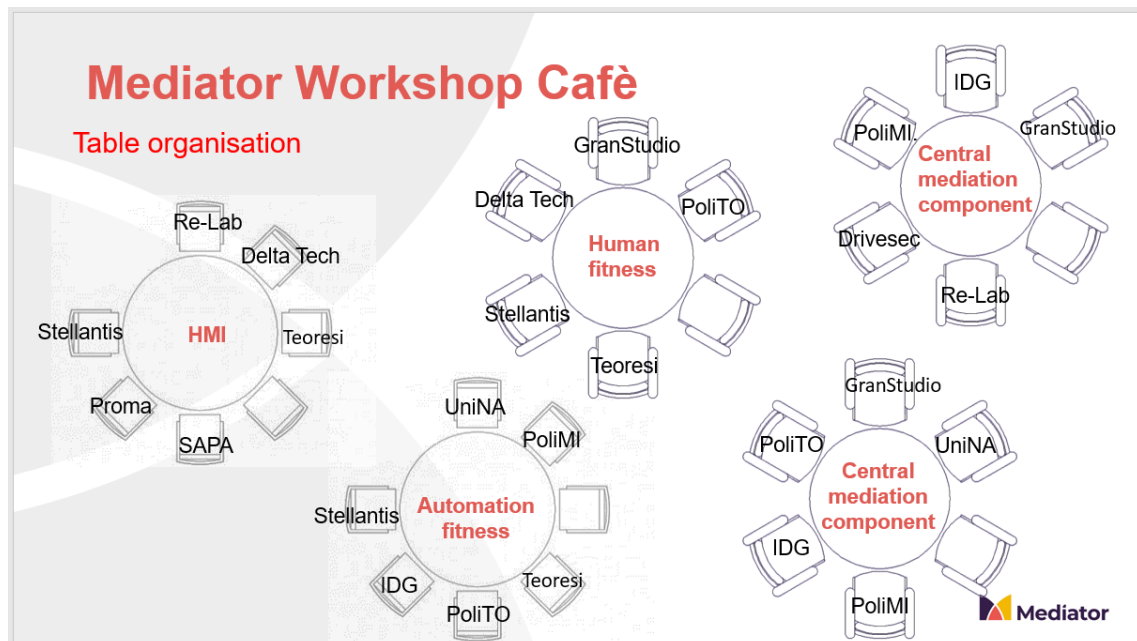 Mediator Workshop Cafè
Table organisation
Re-Lab
Delta Tech
Stellantis
HMI
Teoresi
Proma
SAPA
GranStudio
Delta Tech
PoliTO
Human
fitness
Stellantis
Teoresi
IDG
PoliMI.
GranStudio
Central
mediation
component
Drivesec
Re-Lab
UniNA
PoliMI
Stellantis
Automation
fitness
IDG
Teoresi
PoliTO
GranStudio
PoliTO
UniNA
Central
mediation
component
IDG
PoliMI
Mediator